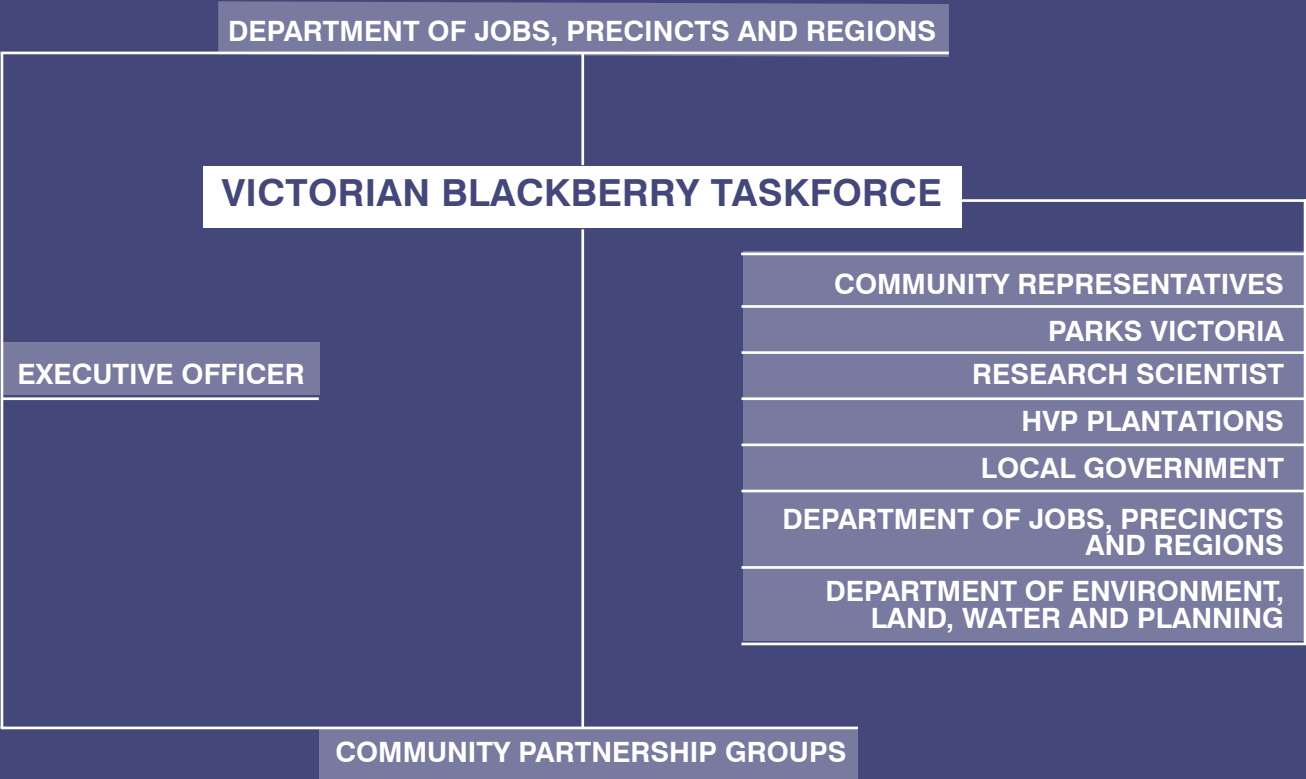 DEPARTMENT OF JOBS, PRECINCTS AND REGIONS
VICTORIAN BLACKBERRY TASKFORCE
COMMUNITY REPRESENTATIVES
PARKS VICTORIA
EXECUTIVE OFFICER
RESEARCH SCIENTIST
HVP PLANTATIONS
LOCAL GOVERNMENT
DEPARTMENT OF JOBS, PRECINCTS
AND REGIONS
DEPARTMENT OF ENVIRONMENT,
LAND, WATER AND PLANNING
COMMUNITY PARTNERSHIP GROUPS